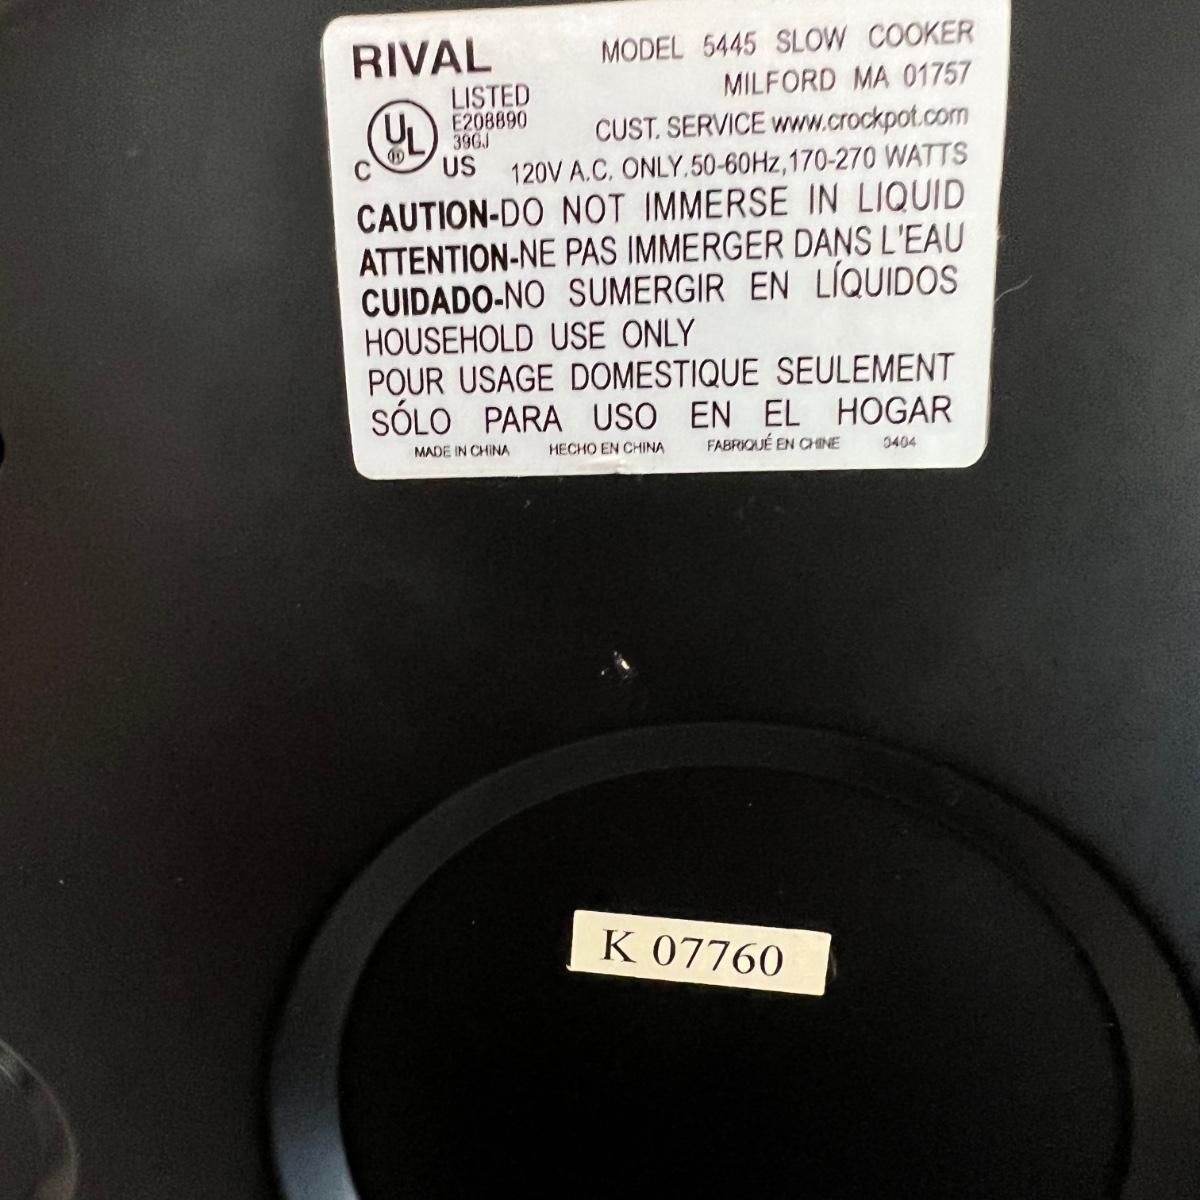 RIVAL
MODEL 5445 SLOW COOKER
MILFORD MA 01757
LISTED
E208890
39GJ
C UL ® US
CUST. SERVICE www.crockpot.com
120V A.C. ONLY.50-60Hz,170-270 WATTS
CAUTION-DO NOT IMMERSE IN LIQUID
ATTENTION-NE PAS IMMERGER DANS L'EAU
CUIDADO-NO SUMERGIR EN LÍQUIDOS
HOUSEHOLD USE ONLY
POUR USAGE DOMESTIQUE SEULEMENT
SÓLO PARA USO EN EL HOGAR
MADE IN CHINA HECHO EN CHINA FABRIQUÉ EN CHINE 0404
K 07760